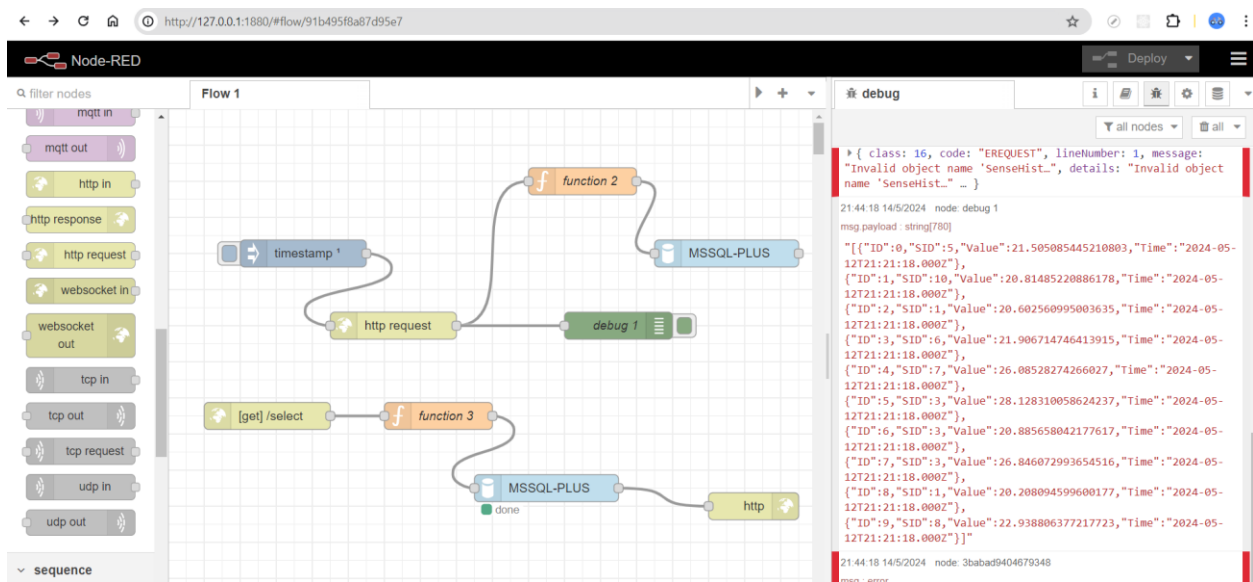 http://127.0.0.1:1880/#flow/91b495f8a87d95e7
Node-RED
Deploy
filter nodes
Flow 1
debug
i
all nodes
all
mqtt in
mqtt out
http in
http response
http request
websocket in
websocket
out
tcp in
tcp out
tcp request
udp in
udp out
sequence
function 2
timestamp ¹
MSSQL-PLUS
http request
debug 1
[get] /select
function 3
MSSQL-PLUS
done
http
{ class: 16, code: "EREQUEST", lineNumber: 1, message:
"Invalid object name 'SenseHist…", details: "Invalid object
name 'SenseHist…" … }
21:44:18 14/5/2024 node: debug 1
msg.payload : string[780]
"[{"ID":0,"SID":5,"Value":21.505085445210803,"Time":"2024-05-
12T21:21:18.000Z"},
{"ID":1,"SID":10,"Value":20.81485220886178,"Time":"2024-05-
12T21:21:18.000Z"},
{"ID":2,"SID":1,"Value":20.602560995003635,"Time":"2024-05-
12T21:21:18.000Z"},
{"ID":3,"SID":6,"Value":21.906714746413915,"Time":"2024-05-
12T21:21:18.000Z"},
{"ID":4,"SID":7,"Value":26.08528274266027,"Time":"2024-05-
12T21:21:18.000Z"},
{"ID":5,"SID":3,"Value":28.128310058624237,"Time":"2024-05-
12T21:21:18.000Z"},
{"ID":6,"SID":3,"Value":20.885658042177617,"Time":"2024-05-
12T21:21:18.000Z"},
{"ID":7,"SID":3,"Value":26.846072993654516,"Time":"2024-05-
12T21:21:18.000Z"},
{"ID":8,"SID":1,"Value":20.208094599600177,"Time":"2024-05-
12T21:21:18.000Z"},
{"ID":9,"SID":8,"Value":22.938806377217723,"Time":"2024-05-
12T21:21:18.000Z"}]"
21:44:18 14/5/2024 node: 3babad9404679348
msg : error